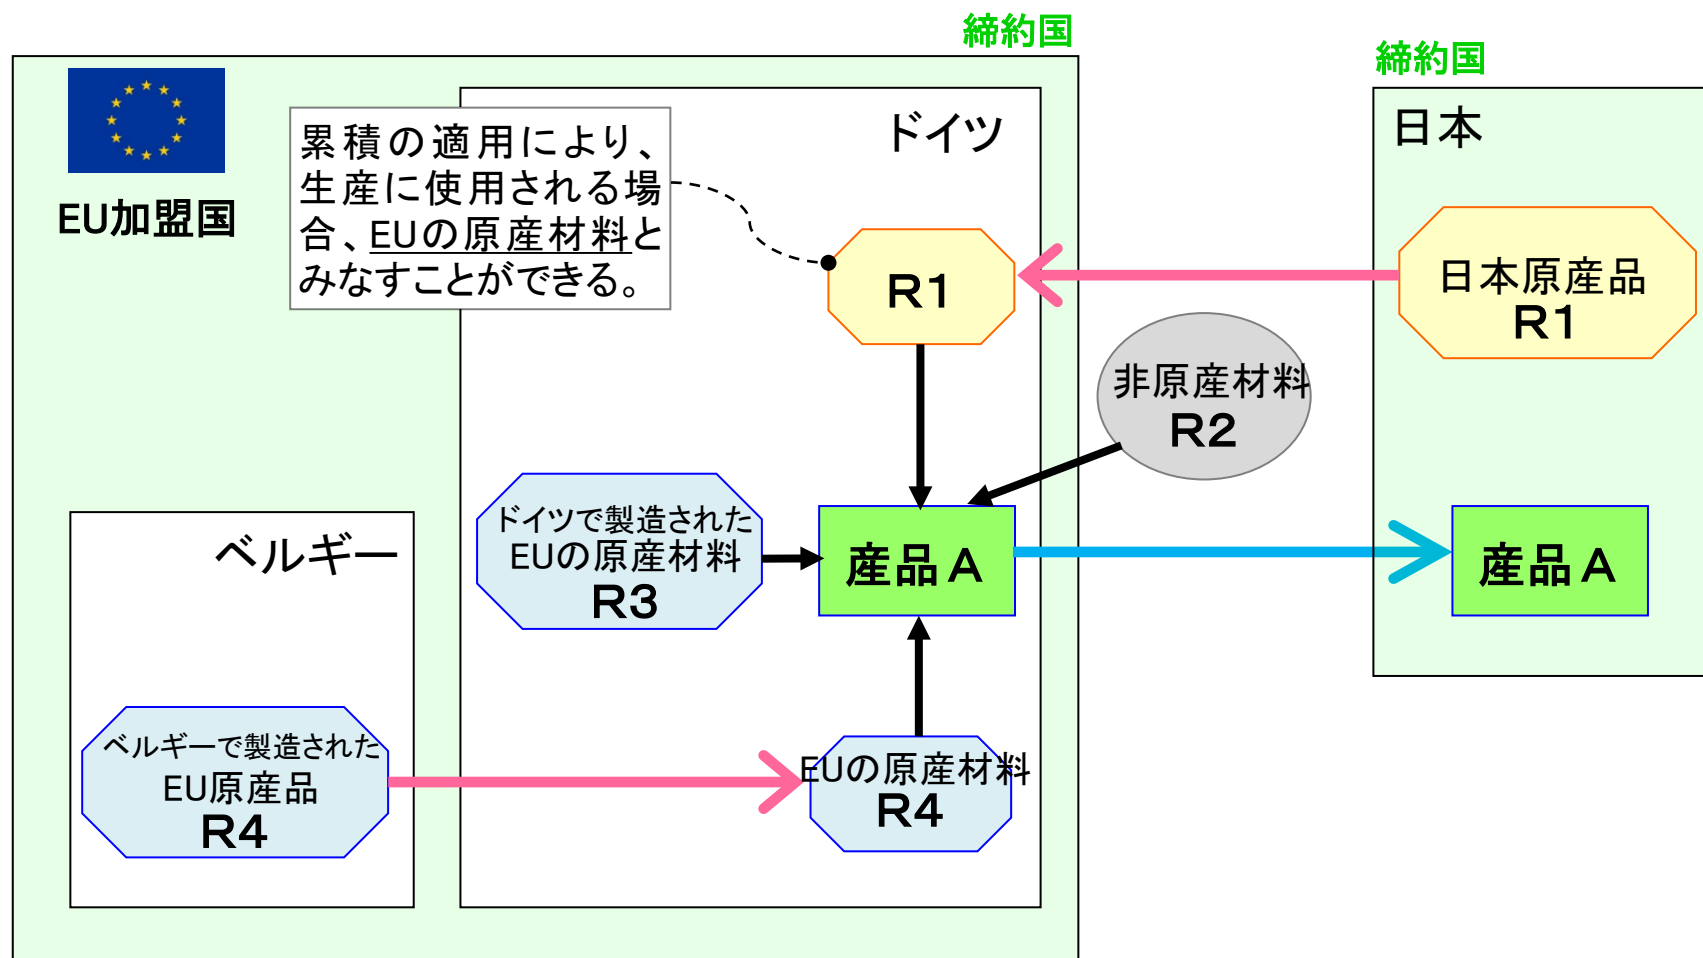 締約国
締約国
EU加盟国
累積の適用により、
生産に使用される場
合、EUの原産材料と
みなすことができる。
ドイツ
日本
R1
日本原産品
R1
非原産材料
R2
ドイツで製造された
EUの原産材料
R3
産品A
産品A
ベルギー
ベルギーで製造された
EU原産品
R4
EUの原産材料
R4